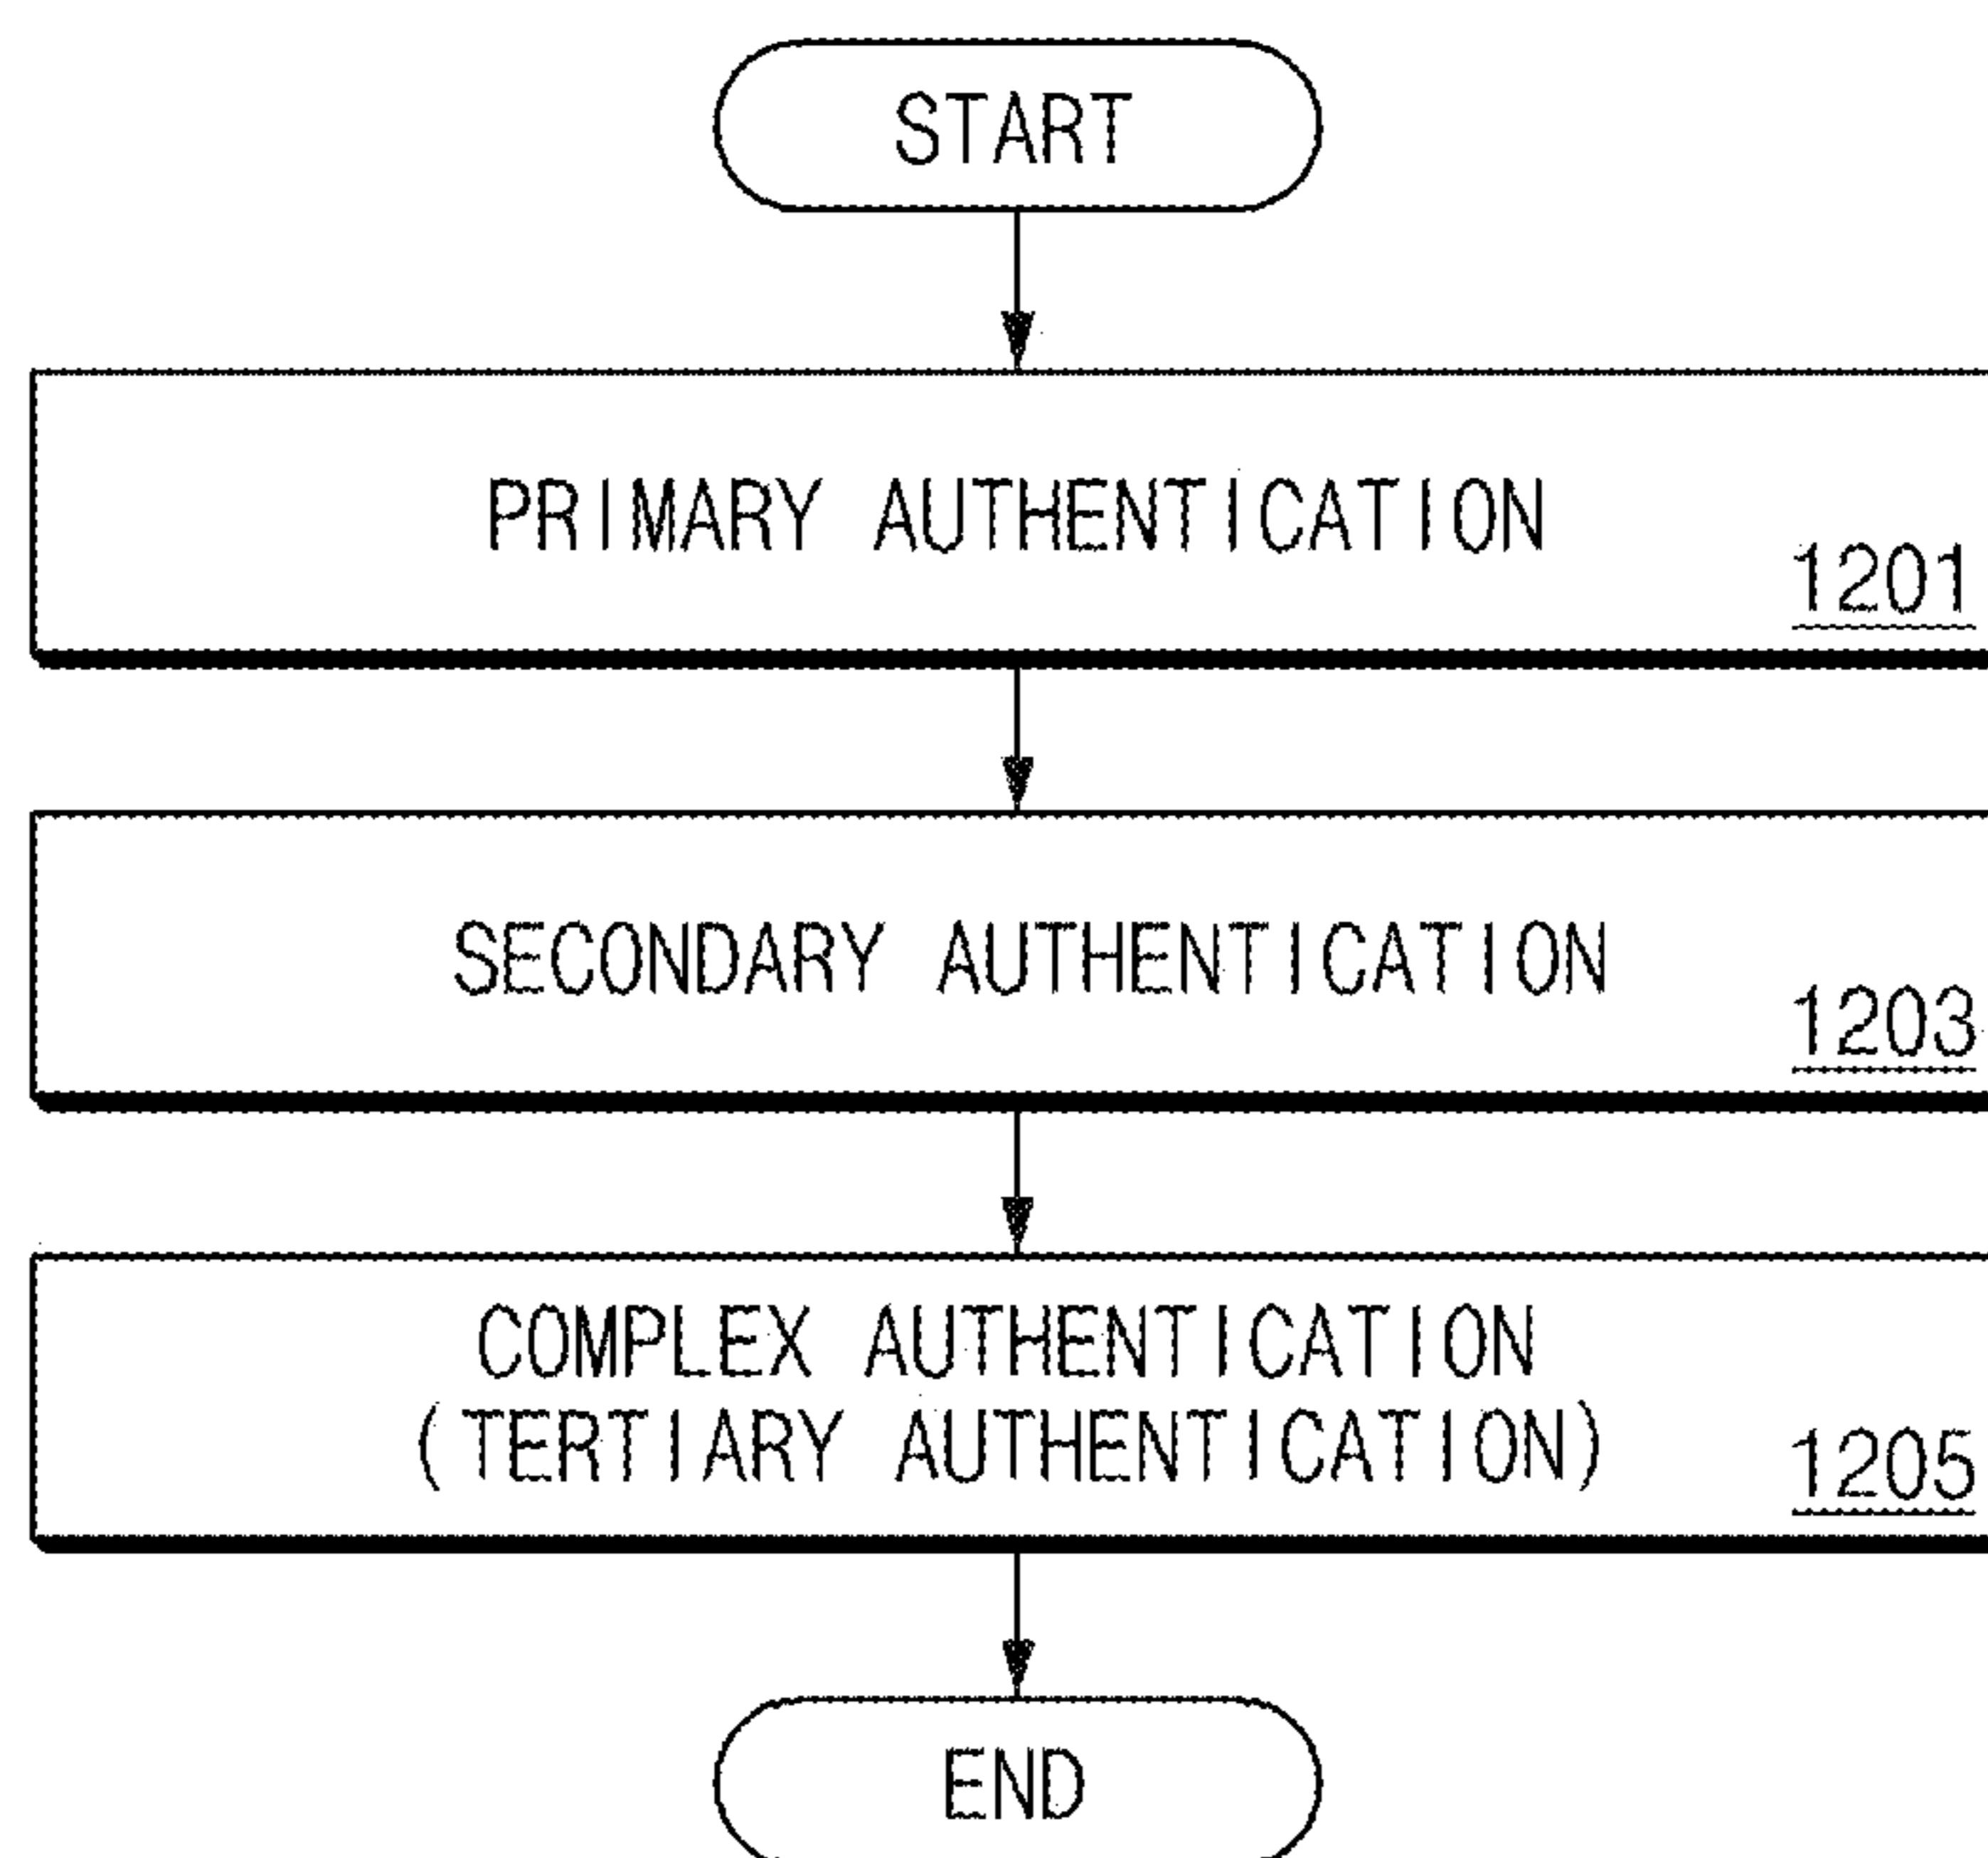 START
PRIMARY AUTHENTICATION
1201
SECONDARY AUTHENTICATION
1203
COMPLEX AUTHENTICATION
(TERTIARY AUTHENTICATION)
1205
END